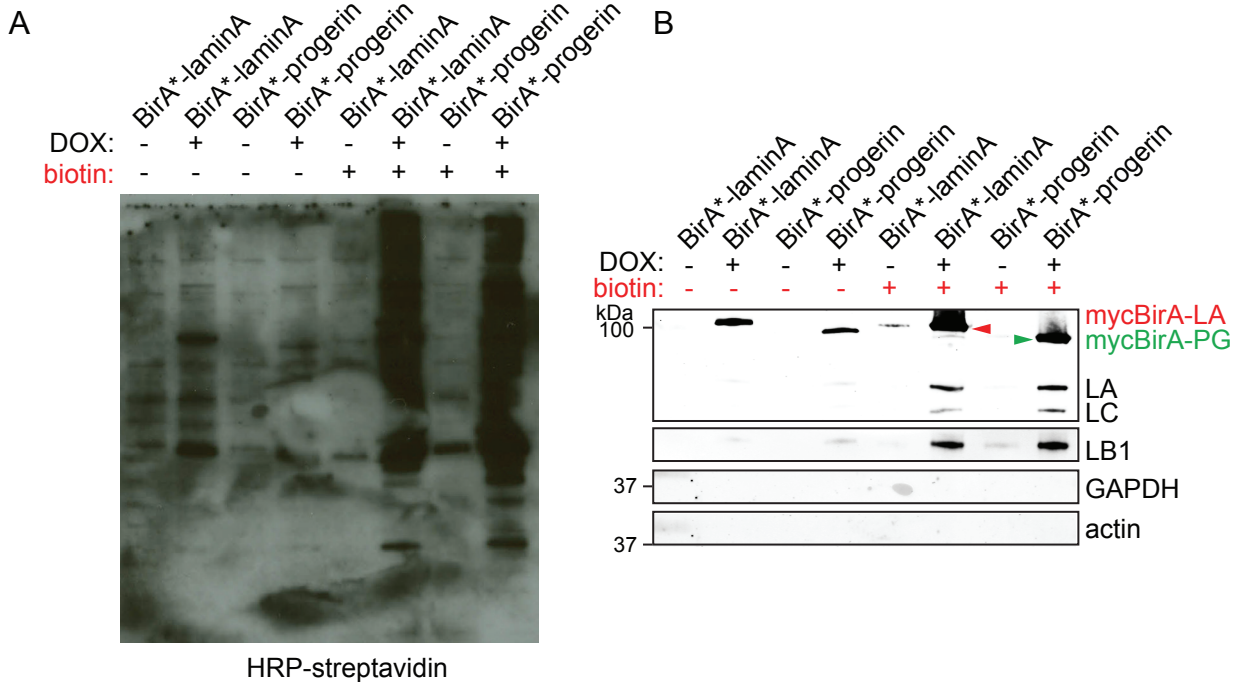 A
BirA*-laminA
BirA*-laminA
BirA*-progerin
BirA*-progerin
BirA*-laminA
BirA*-laminA
BirA*-progerin
BirA*-progerin
DOX: - + - + - + - +
biotin: - - - - + + + +
HRP-streptavidin
B
BirA*-laminA
BirA*-laminA
BirA*-progerin
BirA*-progerin
BirA*-laminA
BirA*-laminA
BirA*-progerin
BirA*-progerin
DOX: - + - + - + - +
biotin: - - - - + + + +
kDa
100
mycBirA-LA
mycBirA-PG
LA
LC
LB1
37
GAPDH
37
actin